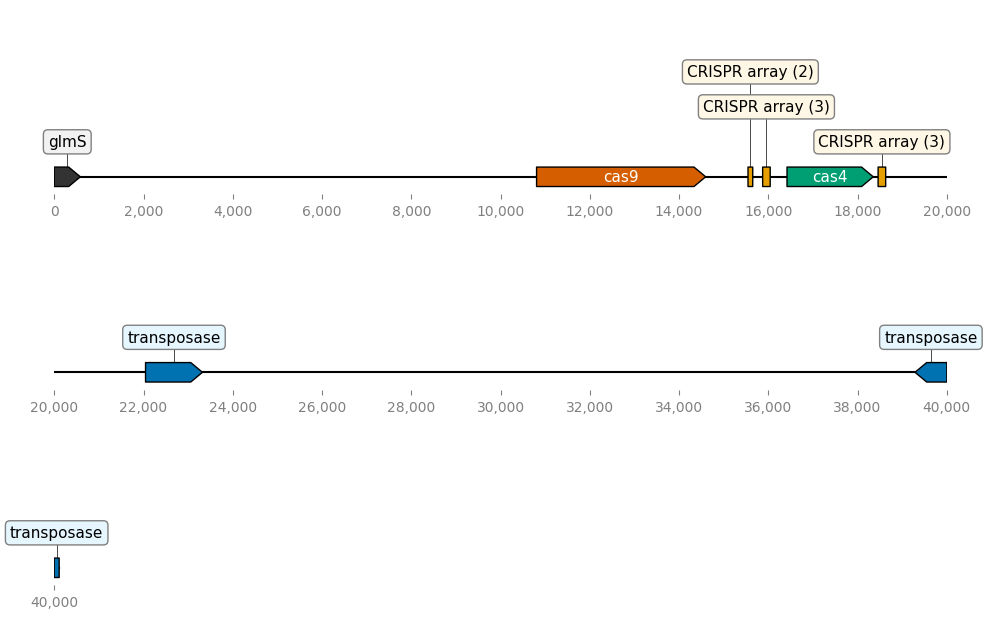 CRISPR array (2)
CRISPR array (3)
glmS
CRISPR array (3)
cas9
cas4
0 2,000 4,000 6,000 8,000 10,000 12,000 14,000 16,000 18,000 20,000
transposase
transposase
20,000 22,000 24,000 26,000 28,000 30,000 32,000 34,000 36,000 38,000 40,000
transposase
40,000